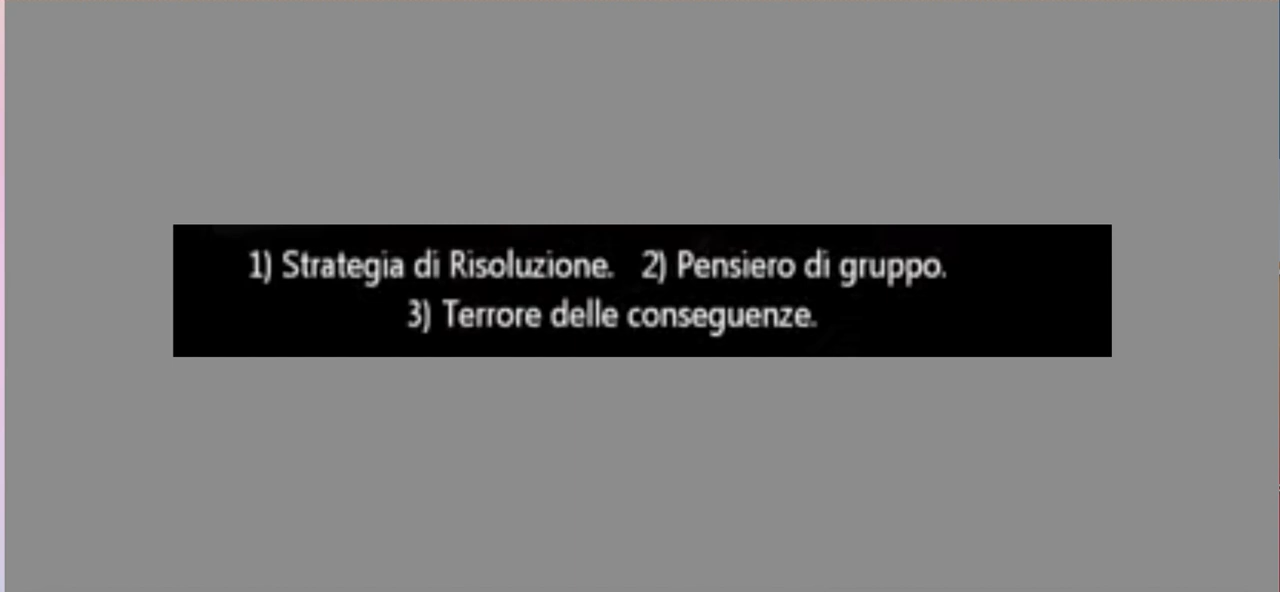 1) Strategia di Risoluzione. 2) Pensiero di gruppo.
3) Terrore delle conseguenze.